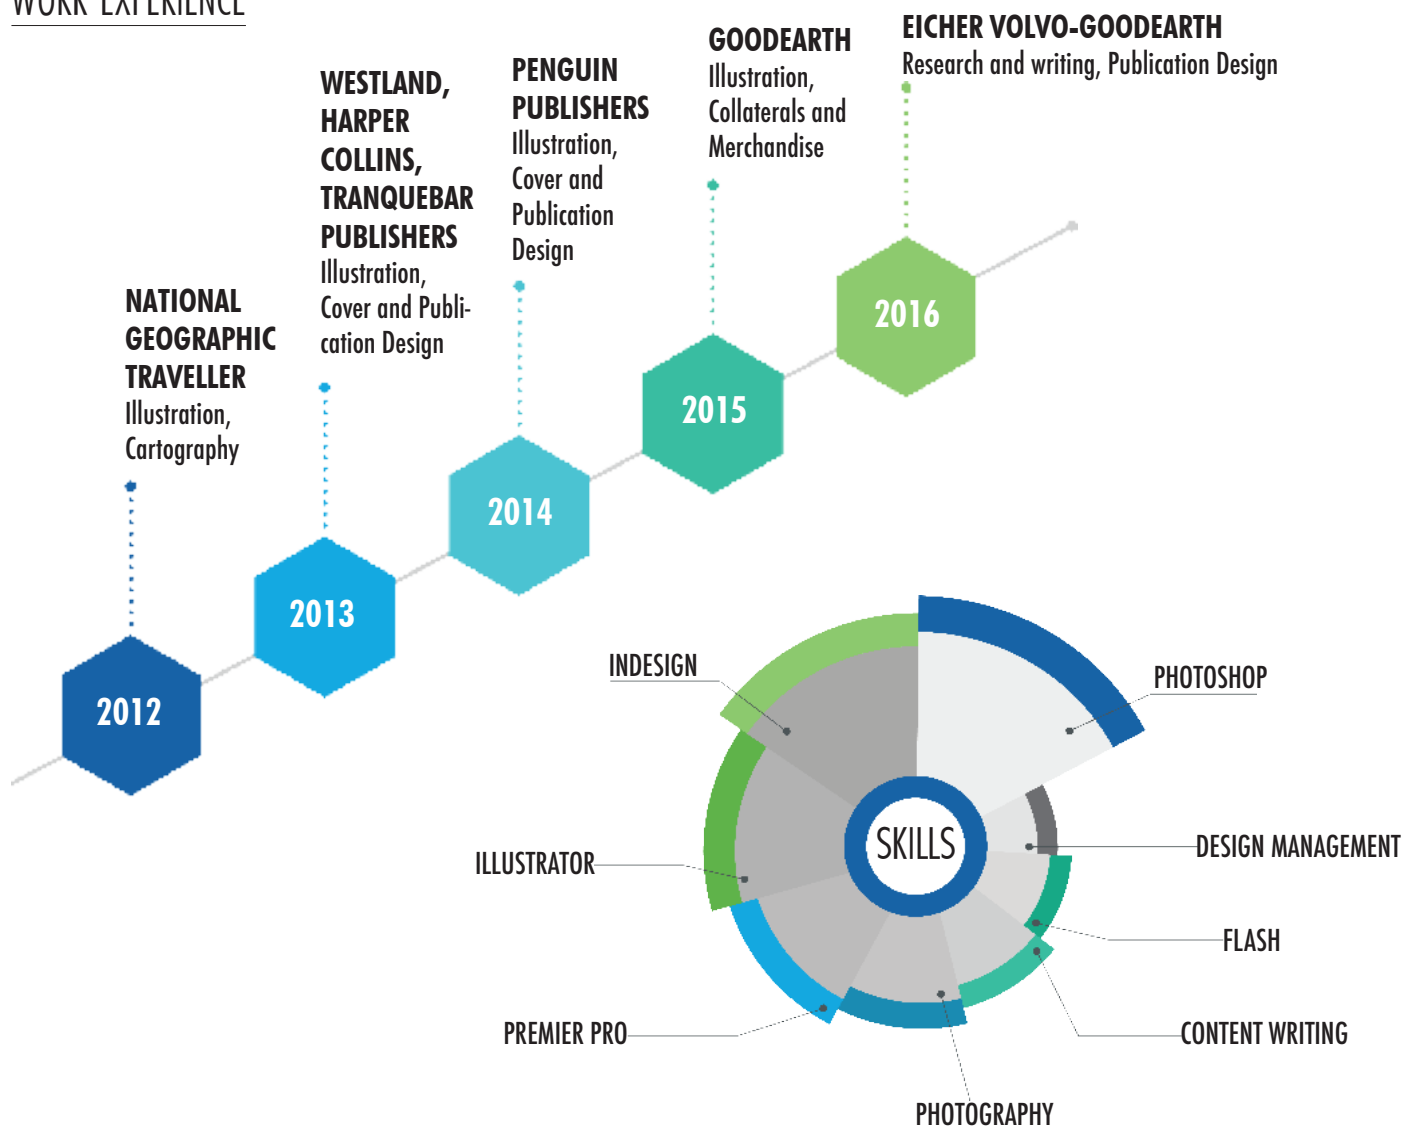 WORK EXPERIENCE
NATIONAL
GEOGRAPHIC
TRAVELLER
Illustration,
Cartography
2012
WESTLAND,
HARPER
COLLINS,
TRANQUEBAR
PUBLISHERS
Illustration,
Cover and Publi-
cation Design
2013
PENGUIN
PUBLISHERS
Illustration,
Cover and
Publication
Design
2014
GOODEARTH
Illustration,
Collaterals and
Merchandise
2015
EICHER VOLVO-GOODEARTH
Research and writing, Publication Design
2016
SKILLS
INDESIGN
PHOTOSHOP
ILLUSTRATOR
DESIGN MANAGEMENT
FLASH
PREMIER PRO
CONTENT WRITING
PHOTOGRAPHY